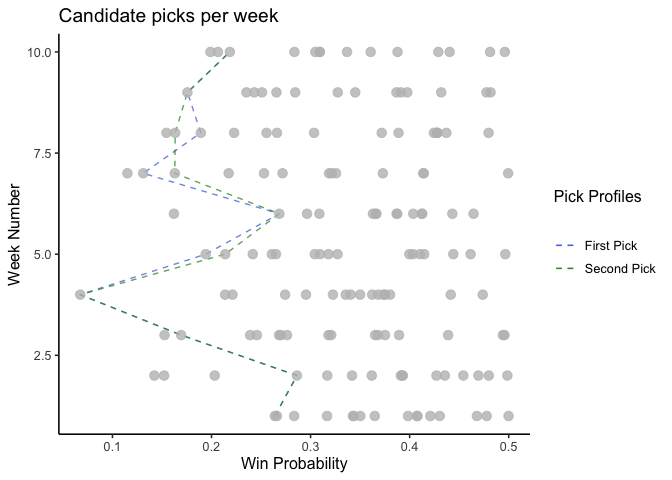 Candidate picks per week
10.0
7.5
5.0
2.5
Week Number
0.1 0.2 0.3 0.4 0.5
Win Probability
Pick Profiles
First Pick
Second Pick